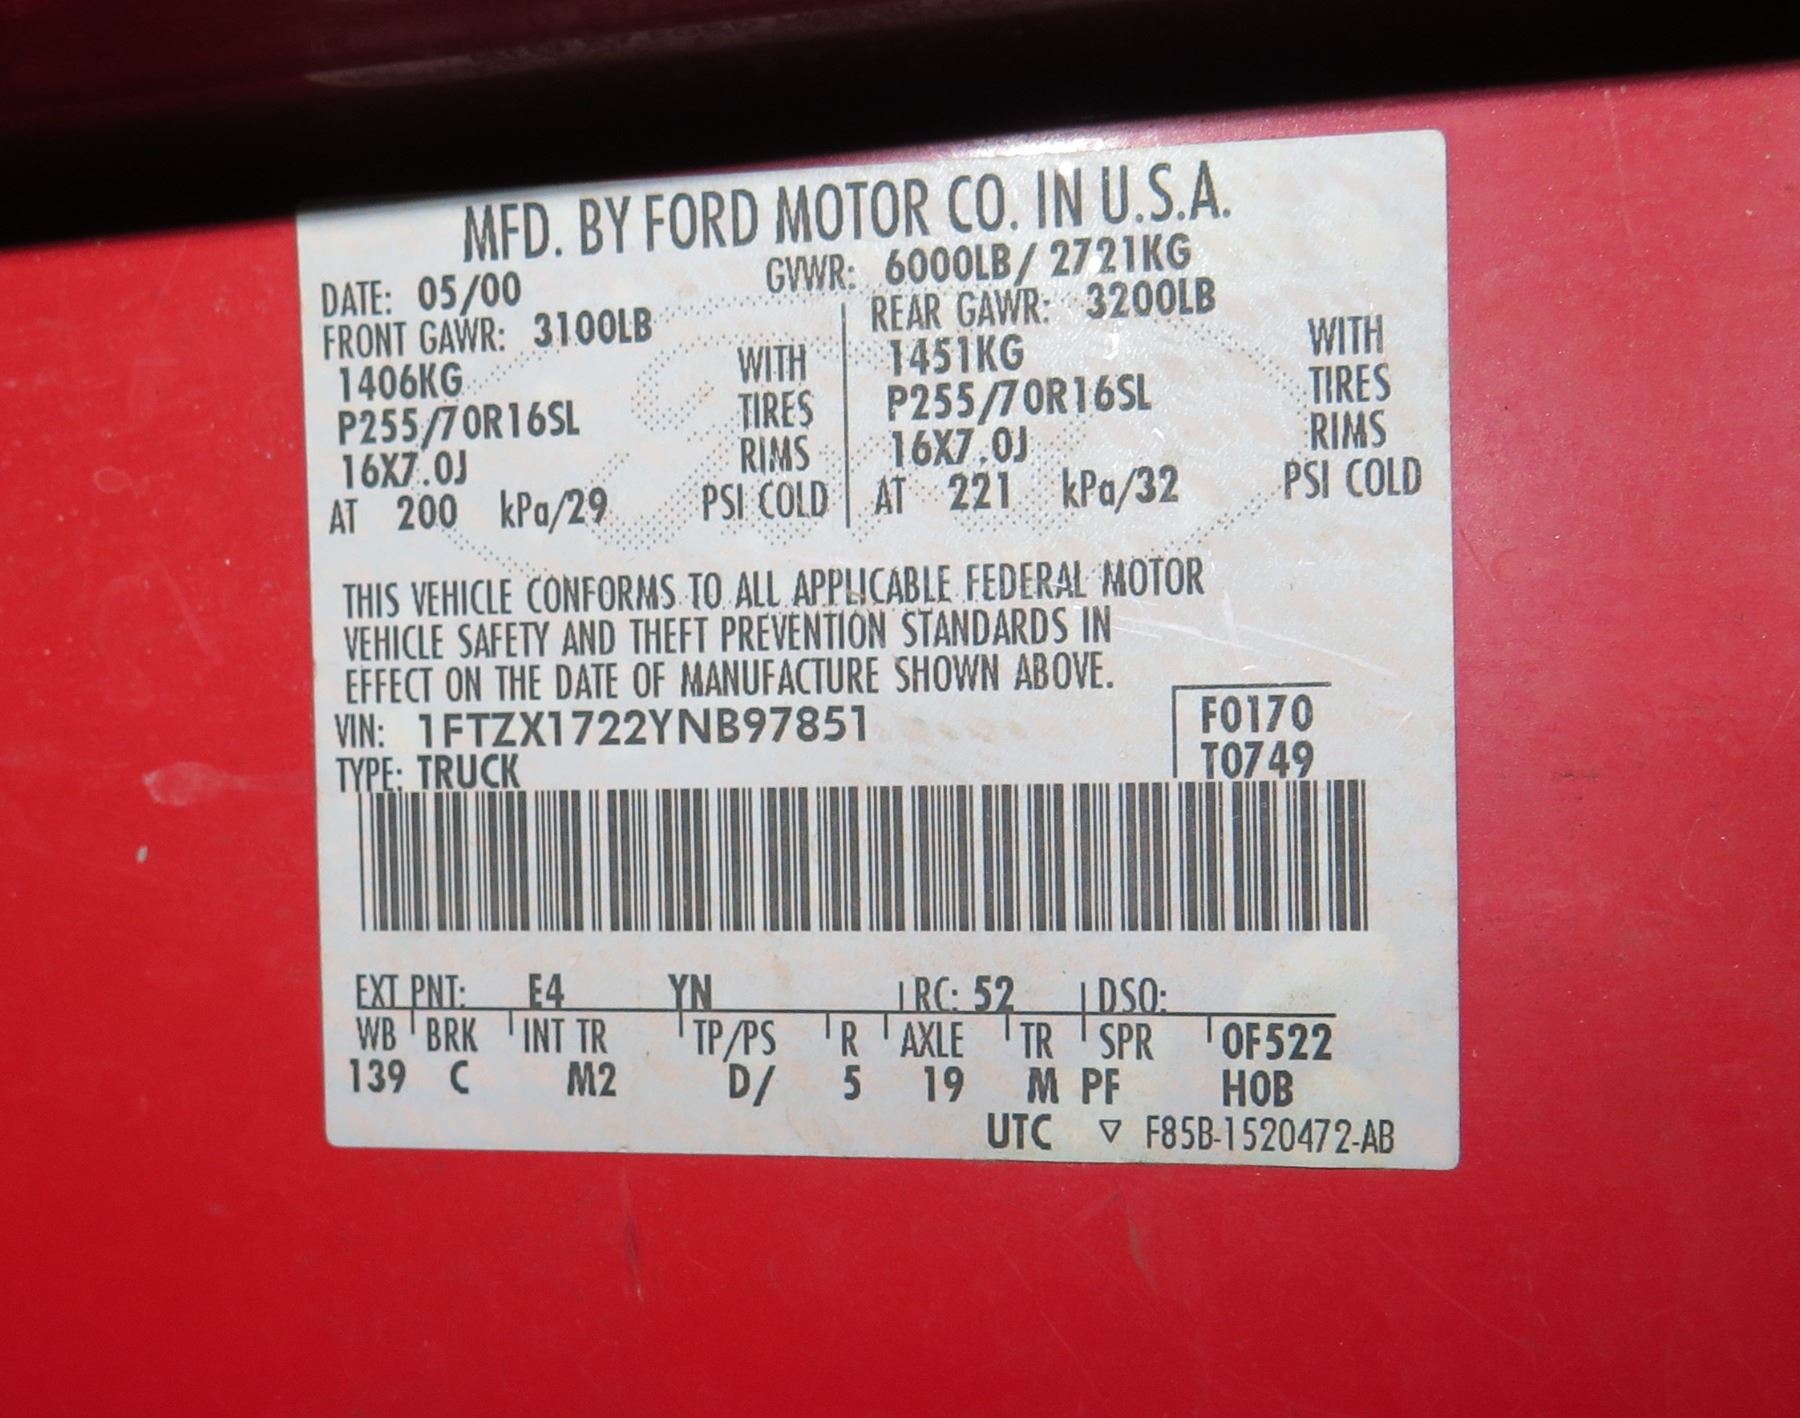 MFD. BY FORD MOTOR CO. IN U.S.A.
DATE: 05/00 GVWR: 6000LB/ 2721KG
FRONT GAWR: 3100LB REAR GAWR: 3200LB
1406KG WITH 1451KG WITH
P255/70R16SL TIRES P255/70R16SL TIRES
16X7.0J RIMS 16X7.0J RIMS
AT 200 kPa/29 PSI COLD AT 221 kPa/32 PSI COLD
THIS VEHICLE CONFORMS TO ALL APPLICABLE FEDERAL MOTOR
VEHICLE SAFETY AND THEFT PREVENTION STANDARDS IN
EFFECT ON THE DATE OF MANUFACTURE SHOWN ABOVE.
VIN: 1FTZX1722YNB97851 F0170
TYPE: TRUCK T0749
EXT PNT: E4 YN RC: 52 DSO:
WB BRK INT TR TP/PS R AXLE TR SPR OF522
139 C M2 D/ 5 19 M PF HOB
UTC ▽ F85B-1520472-AB